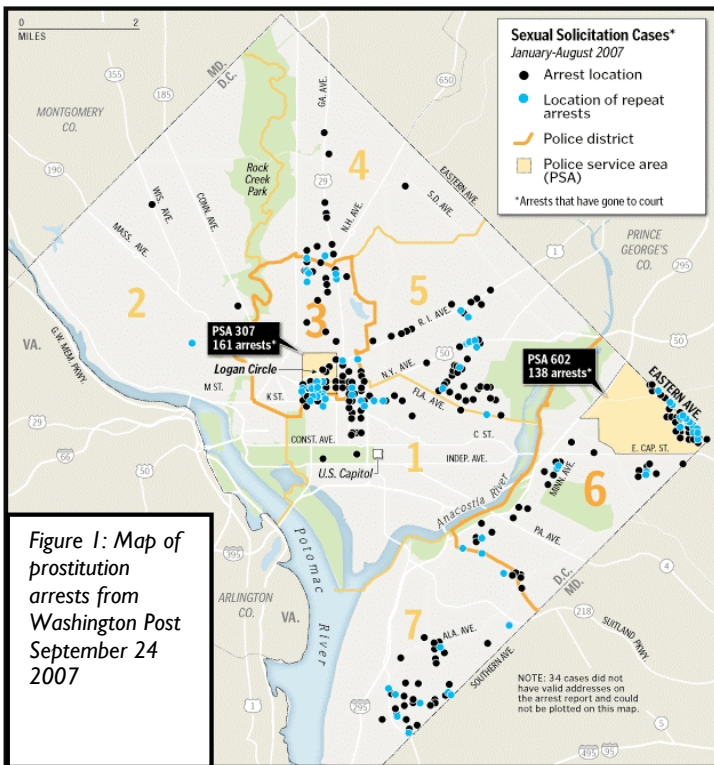 0 2
MILES
Sexual Solicitation Cases*
January-August 2007
Arrest location
Location of repeat
arrests
Police district
Police service area
(PSA)
*Arrests that have gone to court
MD.
D.C.
355
185
MONTGOMERY
CO.
190
GA. AVE.
650
4
Rock
Creek
Park
29
EASTERN AVE.
S.D. AVE.
N.H. AVE.
WIS. AVE.
CONN. AVE.
MASS. AVE.
PRINCE
GEORGE'S
CO.
1
295
2
5
3
R. I. AVE.
50
VA.
G.W. MEM. PKWY.
PSA 307
161 arrests*
Logan Circle
N.Y. AVE.
50
PSA 602
138 arrests*
EASTERN AVE.
M ST.
K ST.
FLA. AVE.
29
66
50
CONST. AVE.
C ST.
E. CAP. ST.
1
INDEP. AVE.
U.S. Capitol
MINN. AVE.
6
Anacostia River
PA. AVE.
Figure 1: Map of
prostitution
arrests from
Washington Post
September 24
2007
395
Potomac
River
ARLINGTON
CO.
VA.
D.C.
MD.
4
218
SUITLAND PKWY.
7
ALA. AVE.
SOUTHERN AVE.
NOTE: 34 cases did not
have valid addresses on
the arrest report and could
not be plotted on this map.
1
295
5
495
95